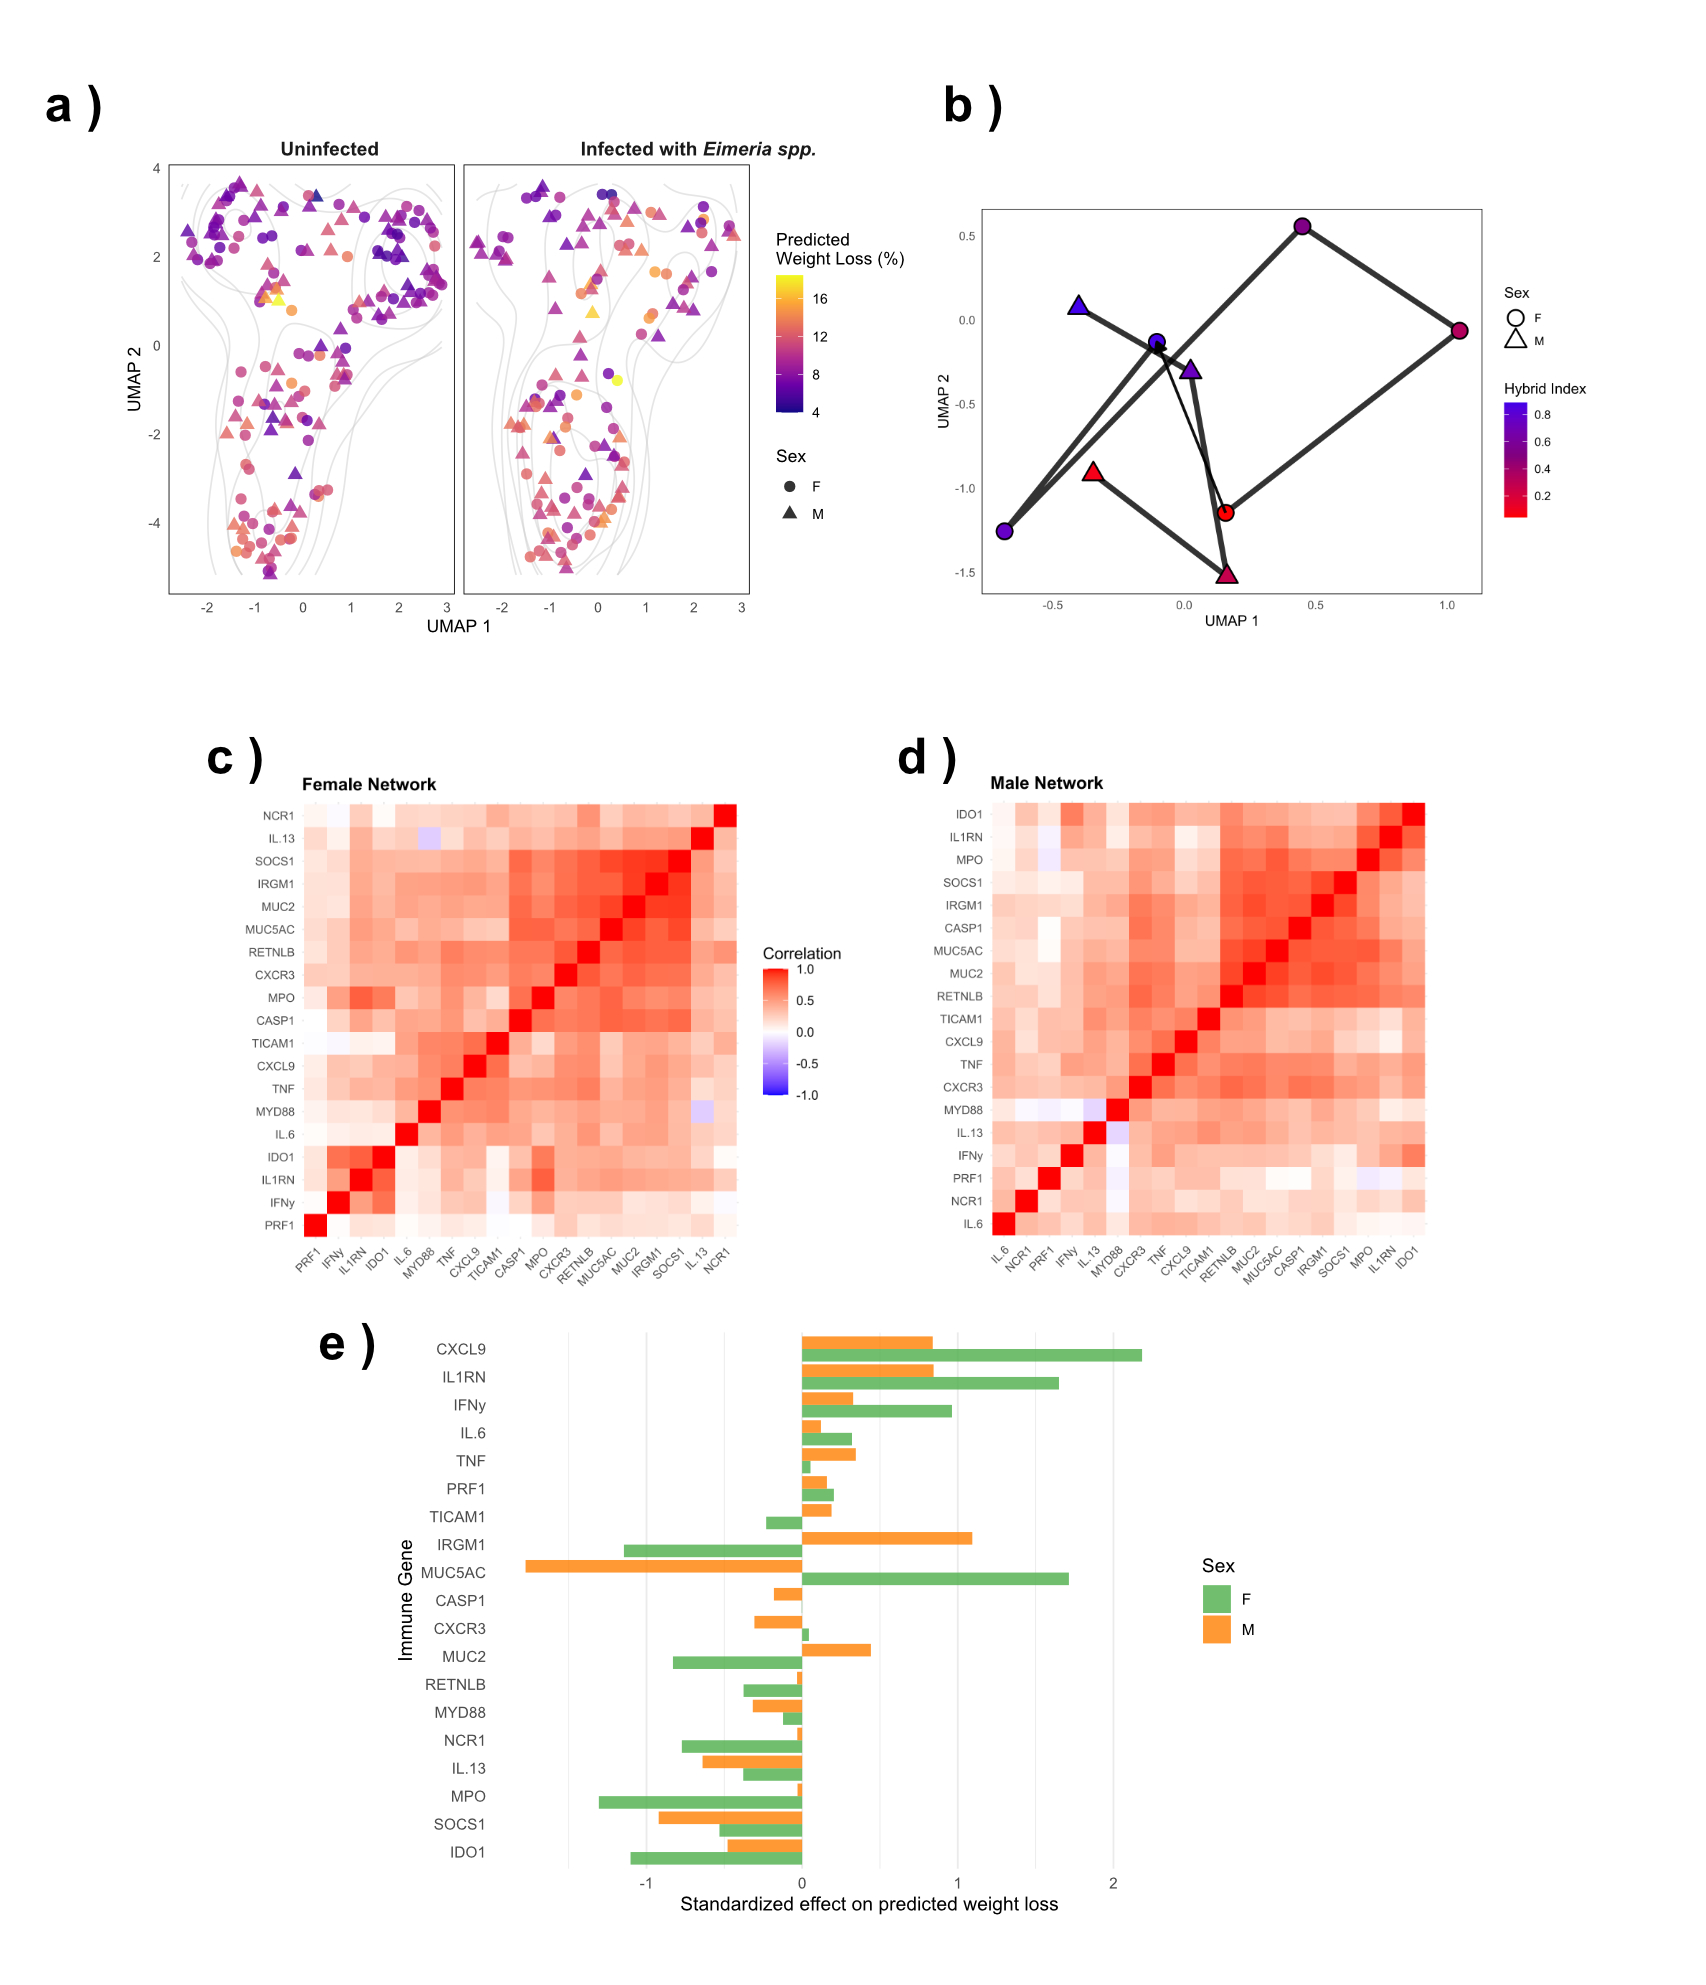 a )
Uninfected
Infected with Eimeria spp.
4
2
0
-2
-4
UMAP 2
-2 -1 0 1 2 3
-2 -1 0 1 2 3
UMAP 1
Predicted
Weight Loss (%)
16
12
8
4
Sex
F
M
b )
0.5
0.0
-0.5
-1.0
-1.5
UMAP 2
-0.5 0.0 0.5 1.0
UMAP 1
Sex
F
M
Hybrid Index
0.8
0.6
0.4
0.2
c )
Female Network
NCR1
IL.13
SOCS1
IRGM1
MUC2
MUC5AC
RETNLB
CXCR3
MPO
CASP1
TICAM1
CXCL9
TNF
MYD88
IL.6
IDO1
IL1RN
IFNy
PRF1
PRF1 IFNy IL1RN IDO1 IL.6 MYD88 TNF CXCL9 TICAM1 CASP1 MPO CXCR3 RETNLB MUC5AC MUC2 IRGM1 SOCS1 IL.13 NCR1
Correlation
1.0
0.5
0.0
-0.5
-1.0
d )
Male Network
IDO1
IL1RN
MPO
SOCS1
IRGM1
CASP1
MUC5AC
MUC2
RETNLB
TICAM1
CXCL9
TNF
CXCR3
MYD88
IL.13
IFNy
PRF1
NCR1
IL.6
IL.6 NCR1 PRF1 IFNy IL.13 MYD88 CXCR3 TNF CXCL9 TICAM1 RETNLB MUC2 MUC5AC CASP1 IRGM1 SOCS1 MPO IL1RN IDO1
e )
Immune Gene
CXCL9
IL1RN
IFNy
IL.6
TNF
PRF1
TICAM1
IRGM1
MUC5AC
CASP1
CXCR3
MUC2
RETNLB
MYD88
NCR1
IL.13
MPO
SOCS1
IDO1
-1 0 1 2
Standardized effect on predicted weight loss
Sex
F
M